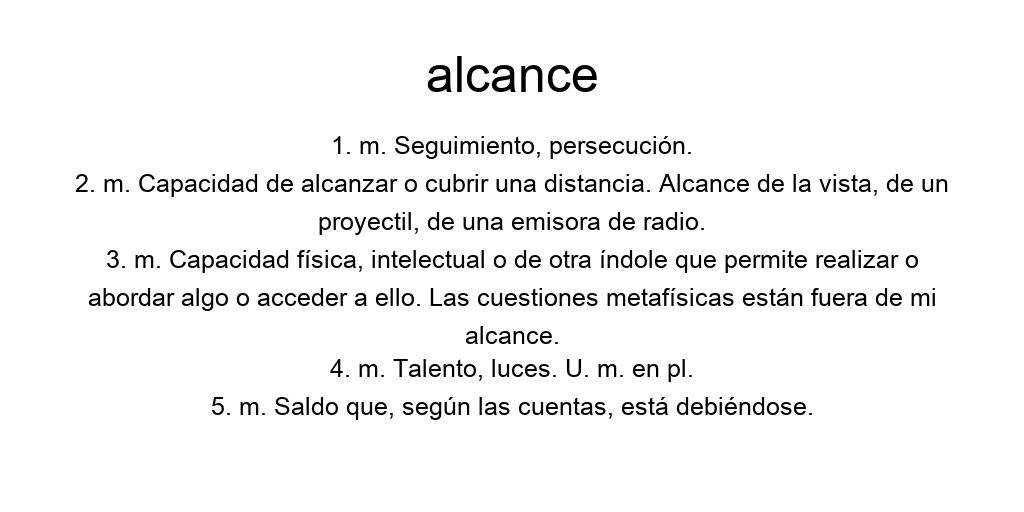 alcance
1. m. Seguimiento, persecución.
2. m. Capacidad de alcanzar o cubrir una distancia. Alcance de la vista, de un
proyectil, de una emisora de radio.
3. m. Capacidad física, intelectual o de otra índole que permite realizar o
abordar algo o acceder a ello. Las cuestiones metafísicas están fuera de mi
alcance.
4. m. Talento, luces. U. m. en pl.
5. m. Saldo que, según las cuentas, está debiéndose.